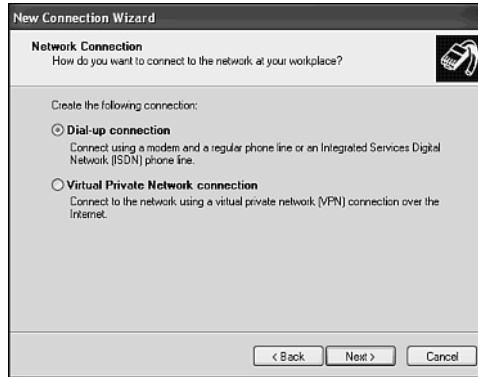 New Connection Wizard
Network Connection
How do you want to connect to the network at your workplace?
Create the following connection:
Dial-up connection
Connect using a modem and a regular phone line or an Integrated Services Digital
Network (ISDN) phone line.
Virtual Private Network connection
Connect to the network using a virtual private network (VPN) connection over the
Internet.
< Back Next > Cancel